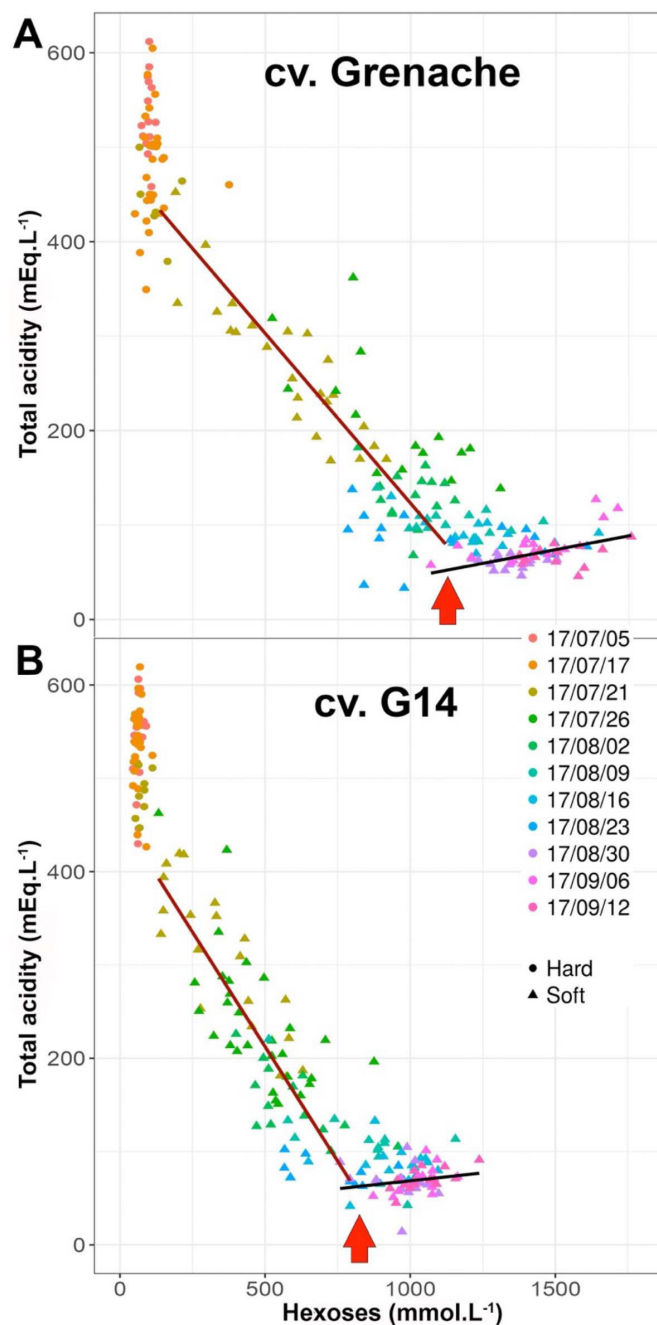 A
cv. Grenache
600
400
200
0
Total acidity (mEq.L⁻¹)
B
cv. G14
600
400
200
0
Total acidity (mEq.L⁻¹)
17/07/05
17/07/17
17/07/21
17/07/26
17/08/02
17/08/09
17/08/16
17/08/23
17/08/30
17/09/06
17/09/12
Hard
Soft
0 500 1000 1500
Hexoses (mmol.L⁻¹)